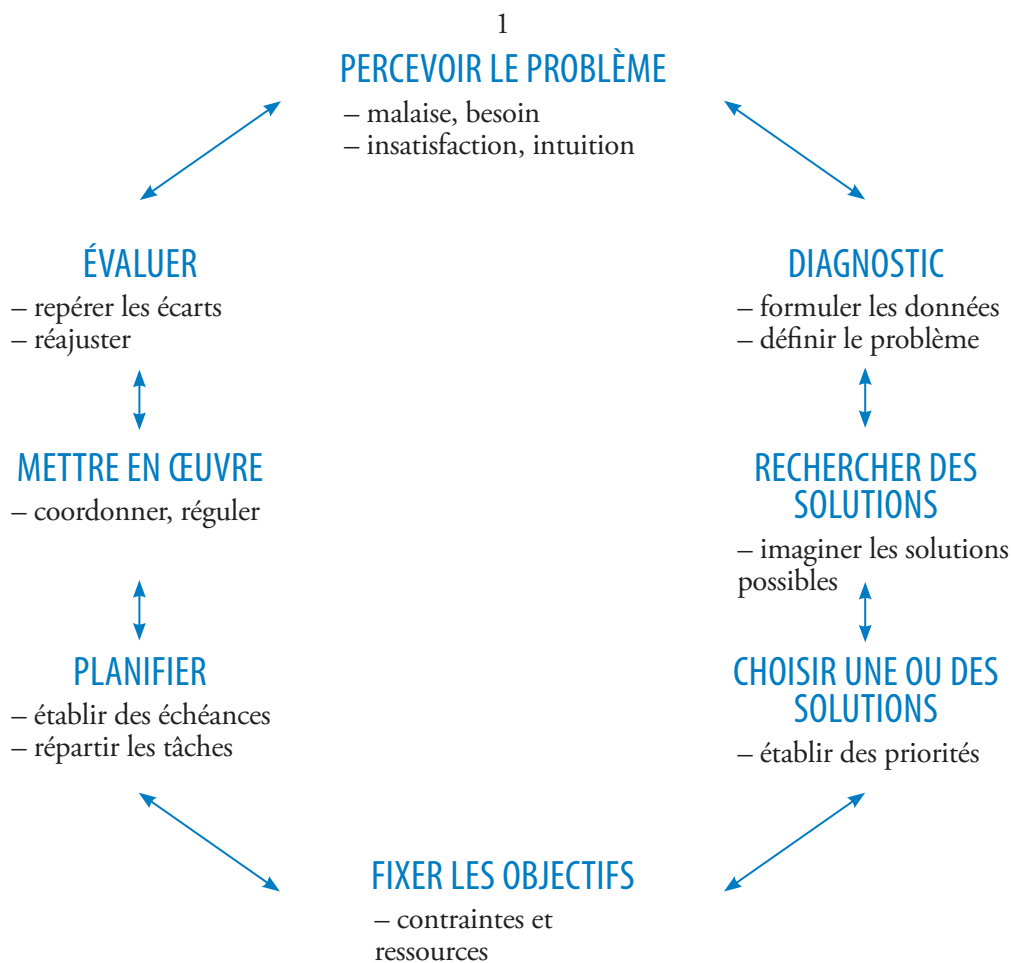 1
PERCEVOIR LE PROBLÈME
– malaise, besoin
– insatisfaction, intuition
DIAGNOSTIC
– formuler les données
– définir le problème
RECHERCHER DES
SOLUTIONS
– imaginer les solutions
possibles
CHOISIR UNE OU DES
SOLUTIONS
– établir des priorités
FIXER LES OBJECTIFS
– contraintes et
ressources
PLANIFIER
– établir des échéances
– répartir les tâches
METTRE EN ŒUVRE
– coordonner, réguler
ÉVALUER
– repérer les écarts
– réajuster